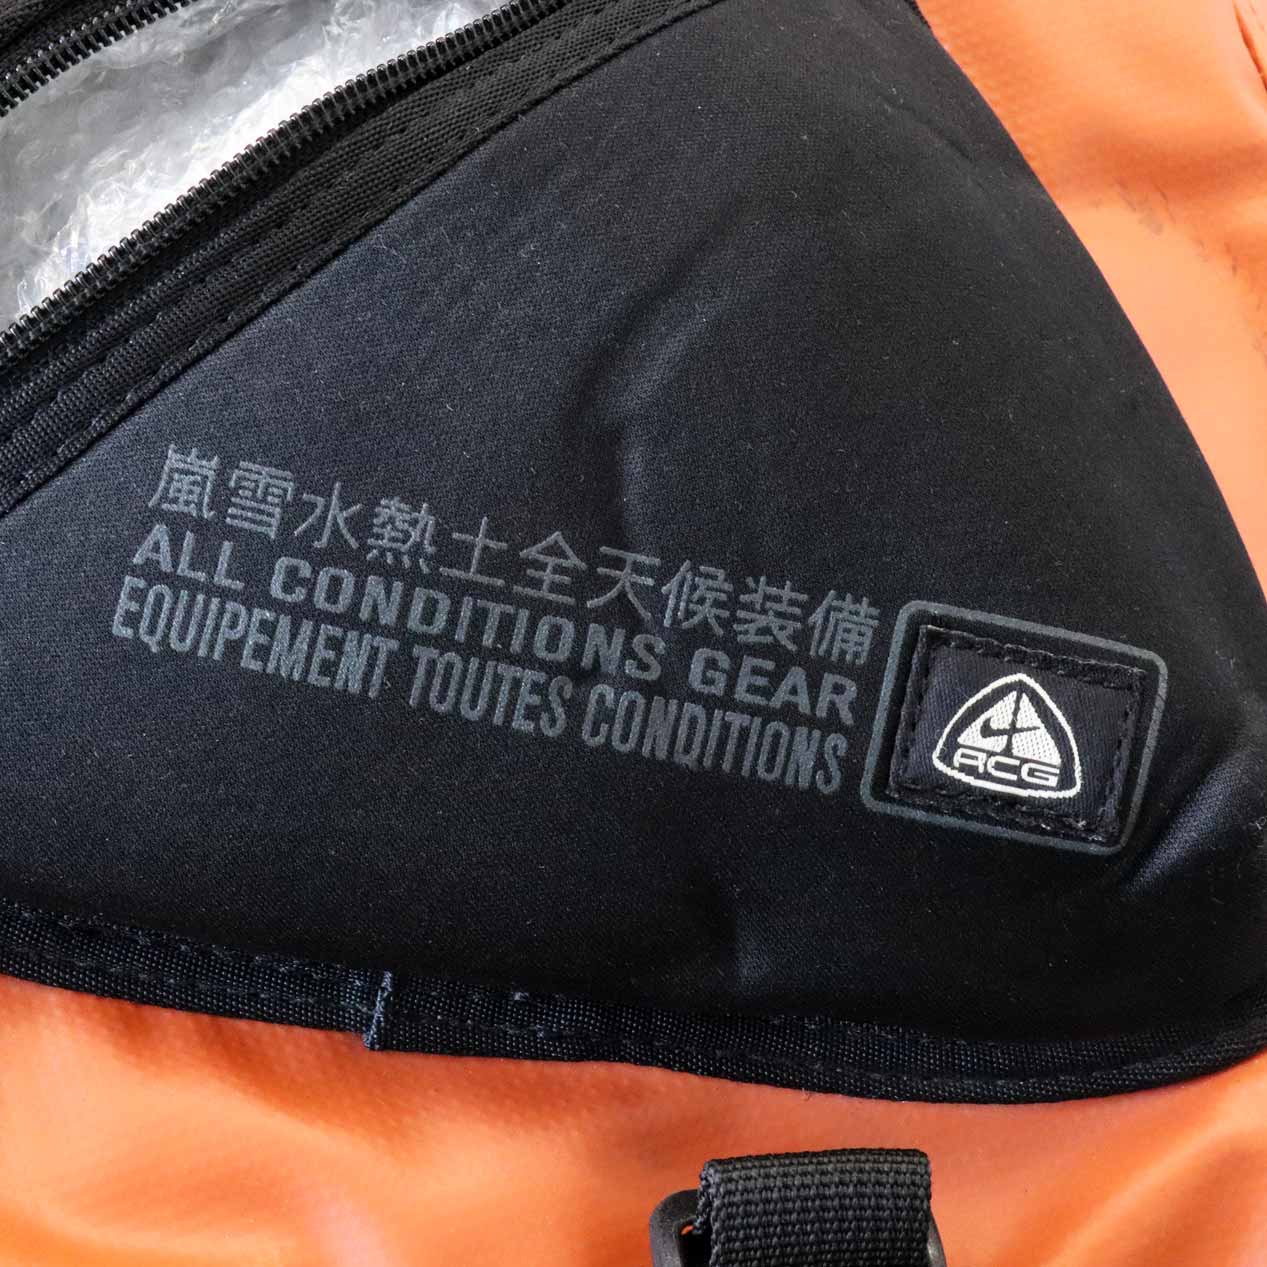 嵐雪水熱土全天候装備
ALL CONDITIONS GEAR
EQUIPEMENT TOUTES CONDITIONS
ACG